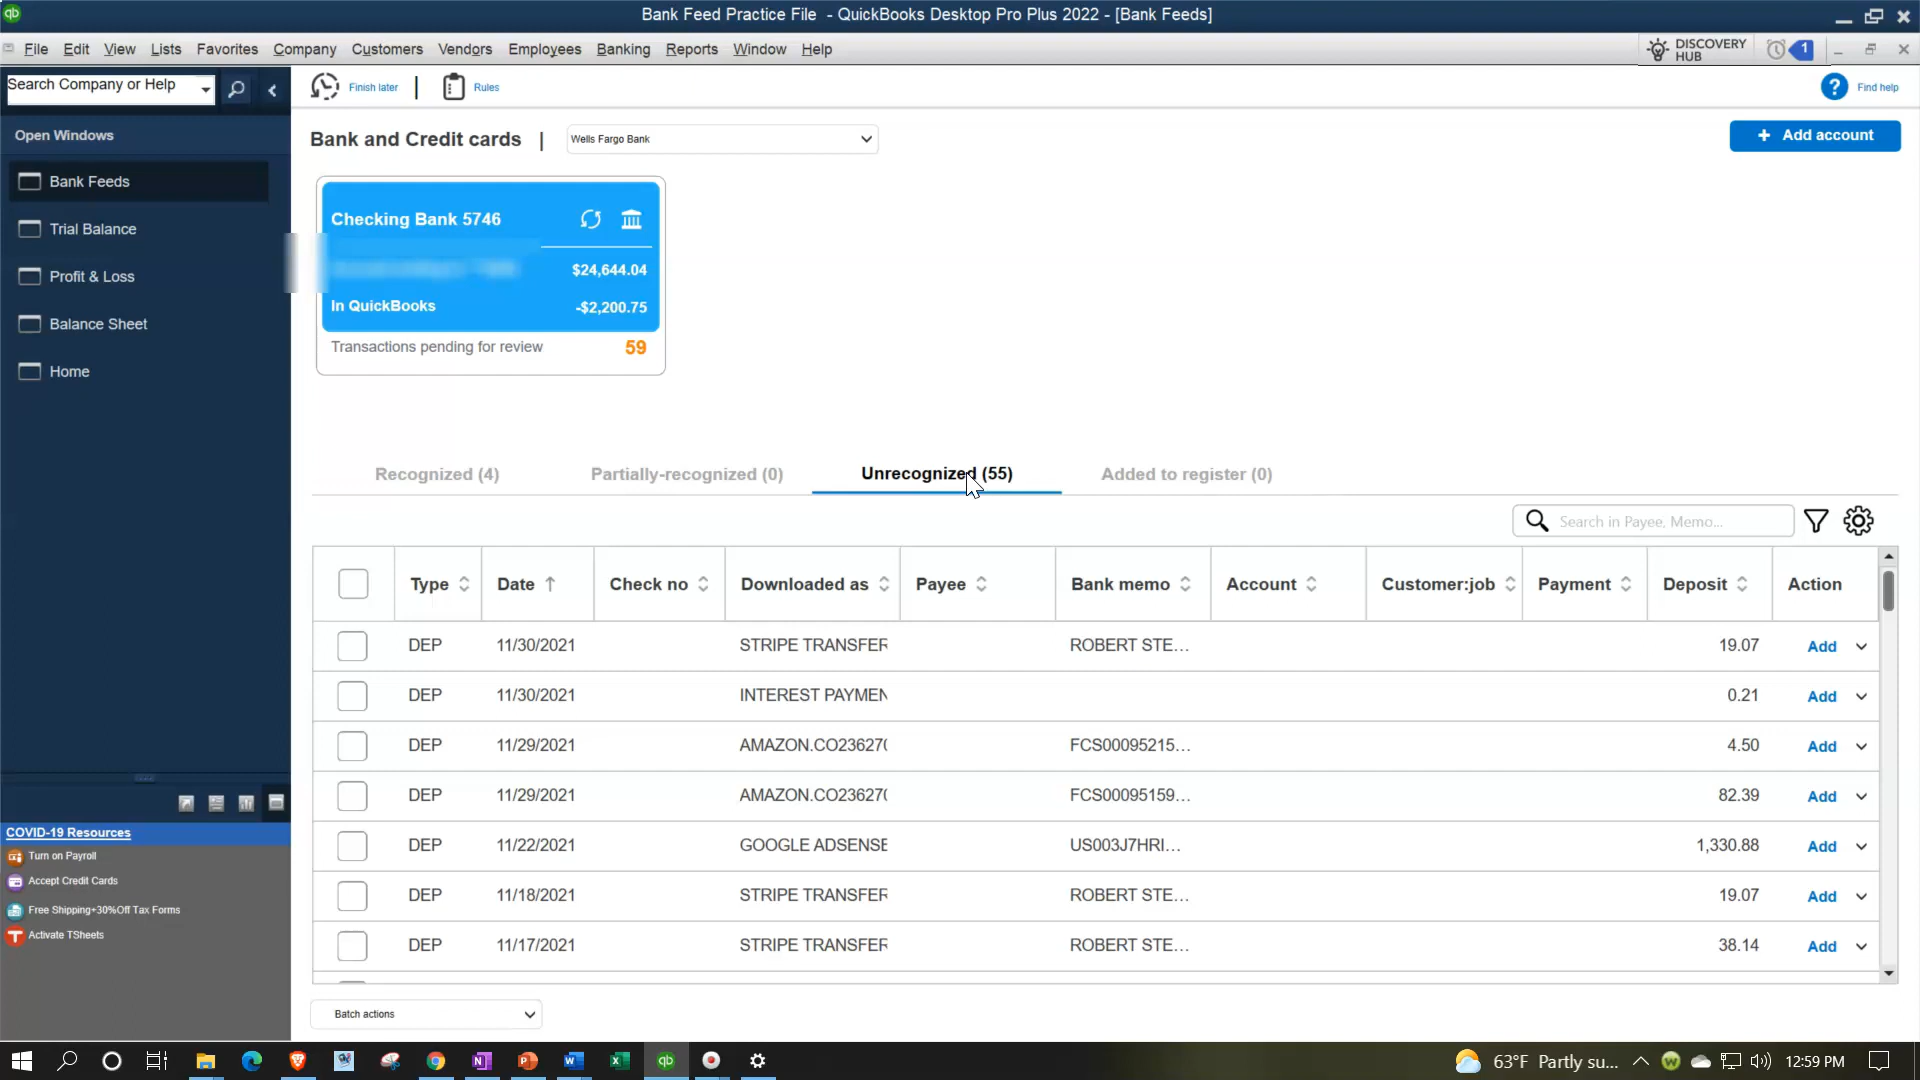 qb
Bank Feed Practice File - QuickBooks Desktop Pro Plus 2022 - [Bank Feeds]
File Edit View Lists Favorites Company Customers Vendors Employees Banking Reports Window Help
DISCOVERY HUB
1
Search Company or Help
Finish later | Rules
? Find help
Open Windows
Bank Feeds
Trial Balance
Profit & Loss
Balance Sheet
Home
Bank and Credit cards | Wells Fargo Bank
+ Add account
Checking Bank 5746
$24,644.04
In QuickBooks -$2,200.75
Transactions pending for review 59
Recognized (4) Partially-recognized (0) Unrecognized (55) Added to register (0)
Search in Payee, Memo...
Type Date Check no Downloaded as Payee Bank memo Account Customer:job Payment Deposit Action
DEP 11/30/2021 STRIPE TRANSFER ROBERT STE... 19.07 Add
DEP 11/30/2021 INTEREST PAYMEN 0.21 Add
DEP 11/29/2021 AMAZON.CO23627( FCS00095215... 4.50 Add
DEP 11/29/2021 AMAZON.CO23627( FCS00095159... 82.39 Add
DEP 11/22/2021 GOOGLE ADSENSE US003J7HRI... 1,330.88 Add
DEP 11/18/2021 STRIPE TRANSFER ROBERT STE... 19.07 Add
DEP 11/17/2021 STRIPE TRANSFER ROBERT STE... 38.14 Add
Batch actions
COVID-19 Resources
Turn on Payroll
Accept Credit Cards
Free Shipping+30%Off Tax Forms
T Activate TSheets
63°F Partly su... 12:59 PM